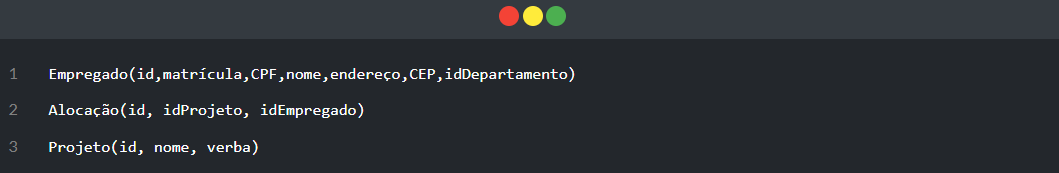 1 Empregado(id,matrícula,CPF,nome,endereço,CEP,idDepartamento)
2 Alocação(id, idProjeto, idEmpregado)
3 Projeto(id, nome, verba)